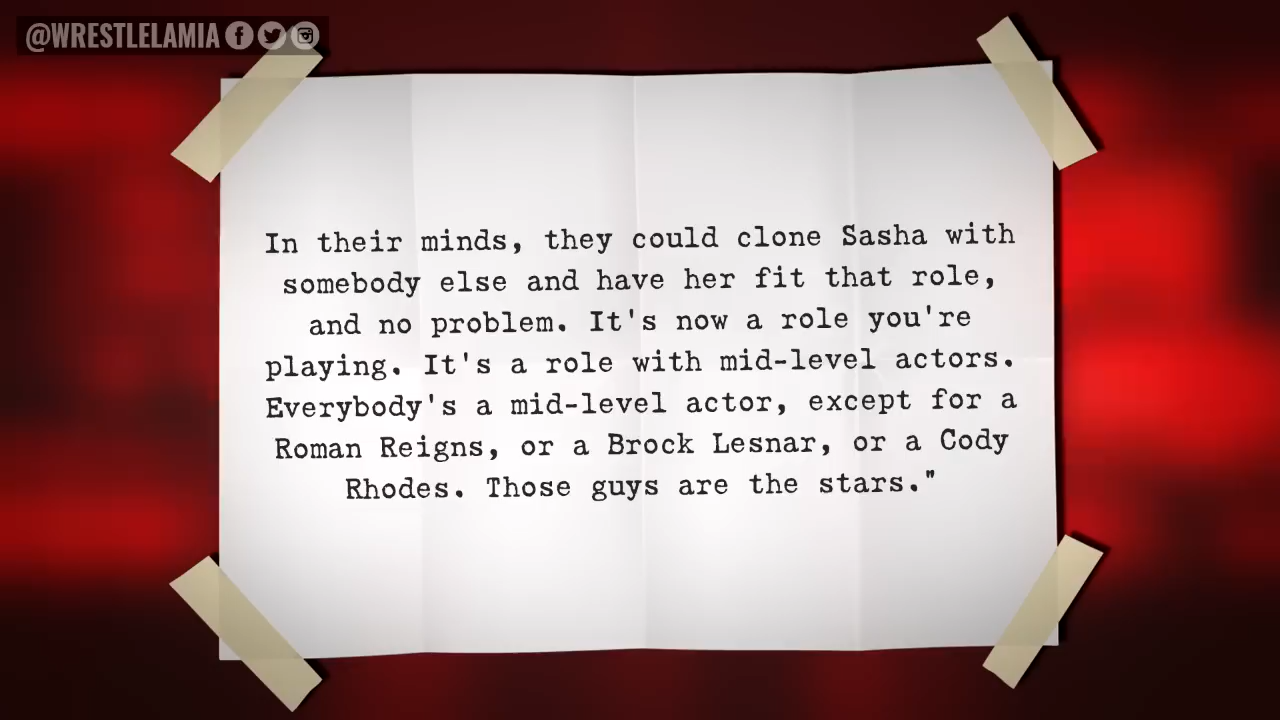 @WRESTLELAMIA
In their minds, they could clone Sasha with
somebody else and have her fit that role,
and no problem. It's now a role you're
playing. It's a role with mid-level actors.
Everybody's a mid-level actor, except for a
Roman Reigns, or a Brock Lesnar, or a Cody
Rhodes. Those guys are the stars."